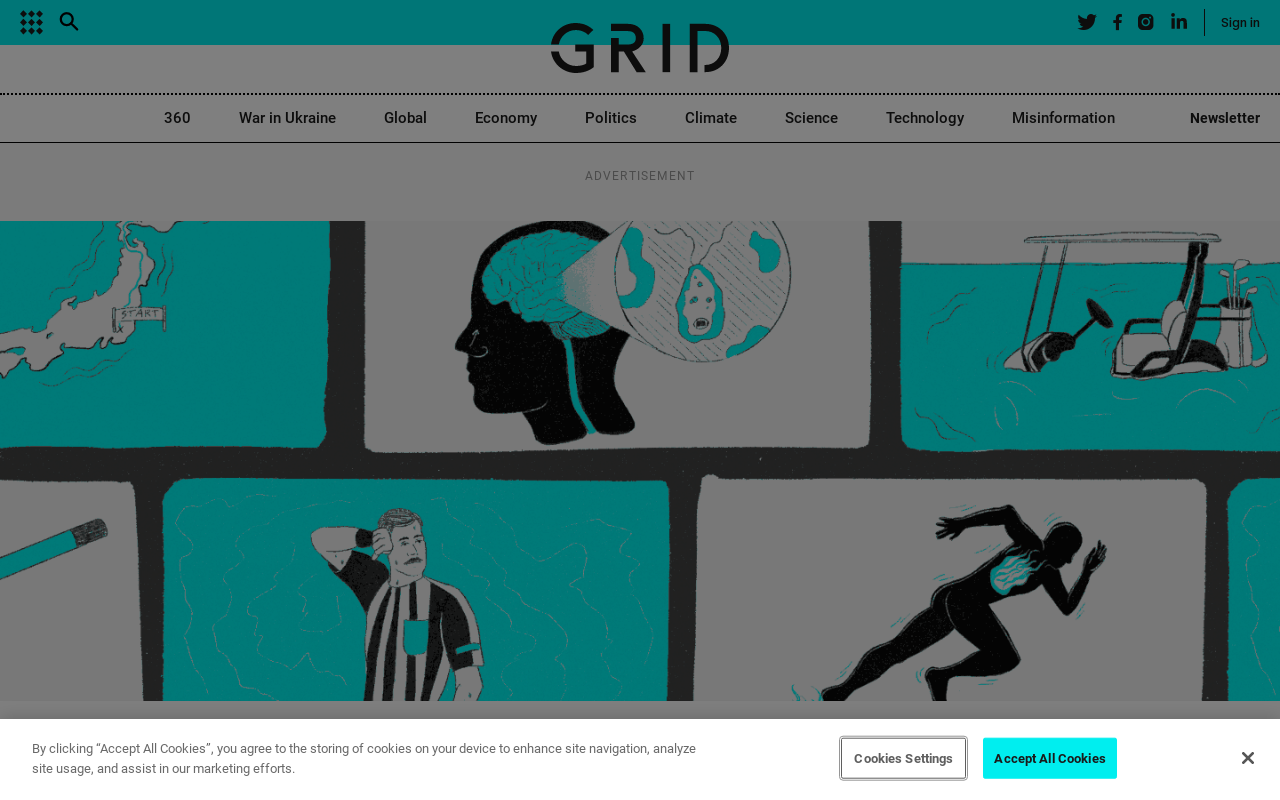 GRID
Sign in
360
War in Ukraine
Global
Economy
Politics
Climate
Science
Technology
Misinformation
Newsletter
ADVERTISEMENT
START
By clicking “Accept All Cookies”, you agree to the storing of cookies on your device to enhance site navigation, analyze
site usage, and assist in our marketing efforts.
Cookies Settings
Accept All Cookies